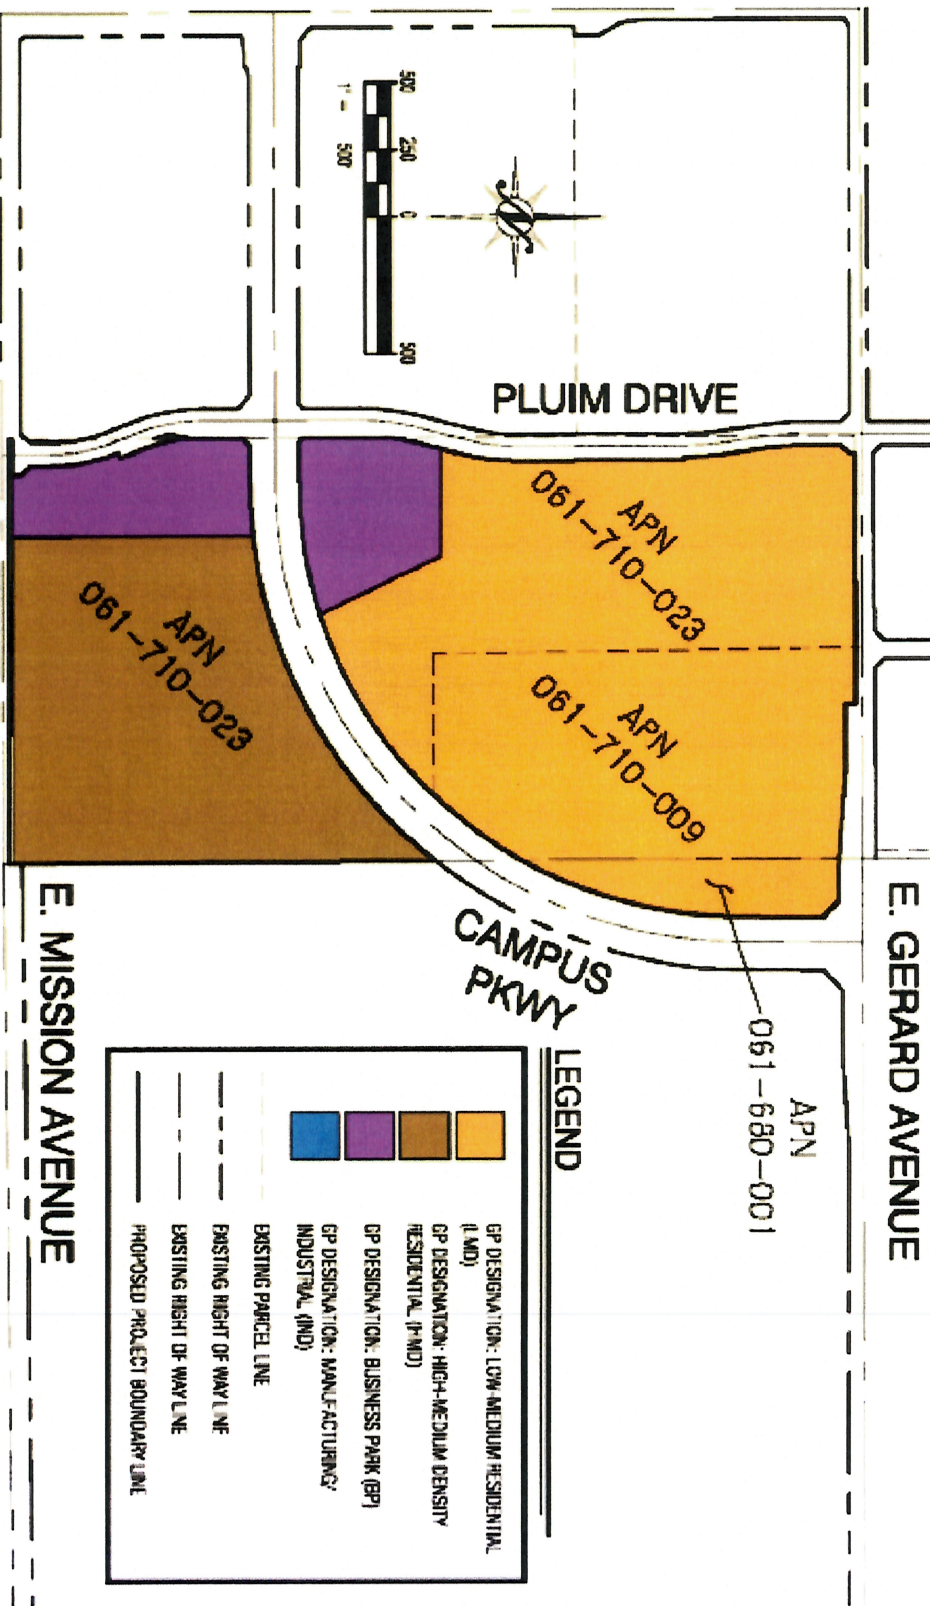 E. GERARD AVENUE
PLUIM DRIVE
APN
061-710-023
APN
061-710-009
APN
061-680-001
500
250
0
500
1" = 500'
N
CAMPUS
PKWY
APN
061-710-023
E. MISSION AVENUE
LEGEND
GP DESIGNATION: LOW-MEDIUM RESIDENTIAL
(LMD)
GP DESIGNATION: HIGH-MEDIUM DENSITY
RESIDENTIAL (HMD)
GP DESIGNATION: BUSINESS PARK (BP)
GP DESIGNATION: MANUFACTURING/
INDUSTRIAL (IND)
EXISTING PARCEL LINE
EXISTING RIGHT OF WAY LINE
EXISTING RIGHT OF WAY LINE
PROPOSED PROJECT BOUNDARY LINE